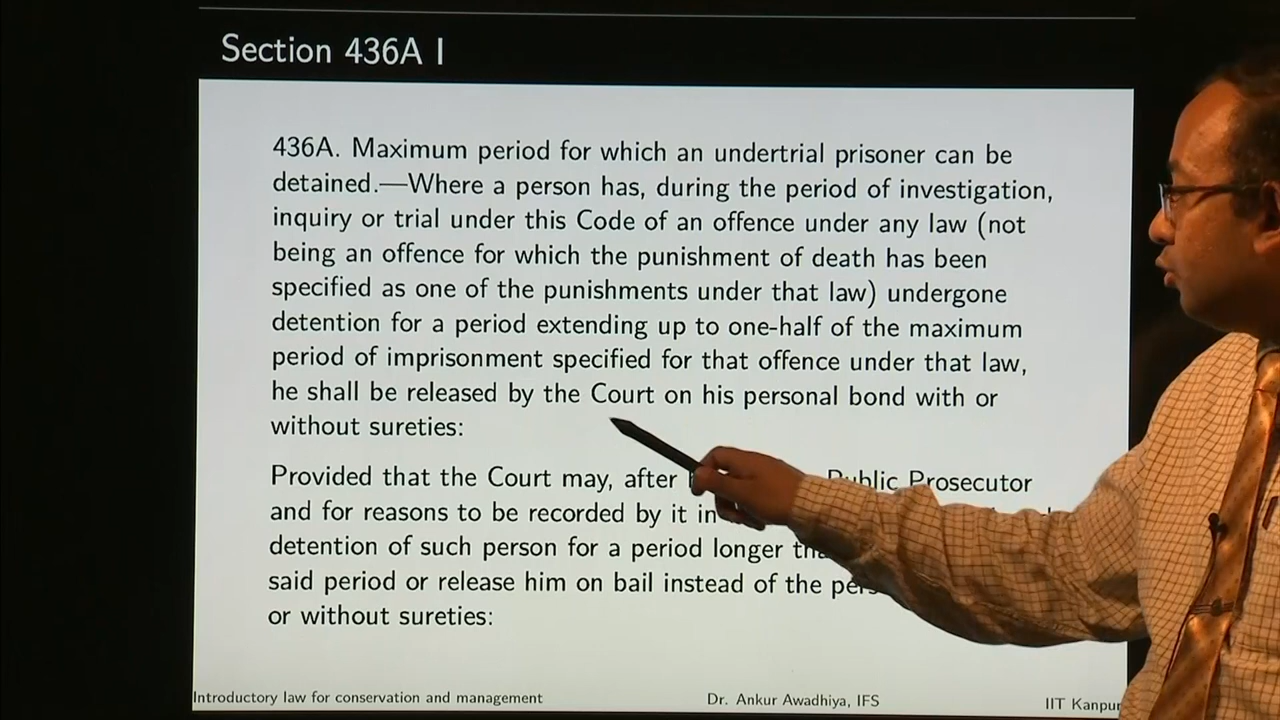 Section 436A I
436A. Maximum period for which an undertrial prisoner can be
detained.—Where a person has, during the period of investigation,
inquiry or trial under this Code of an offence under any law (not
being an offence for which the punishment of death has been
specified as one of the punishments under that law) undergone
detention for a period extending up to one-half of the maximum
period of imprisonment specified for that offence under that law,
he shall be released by the Court on his personal bond with or
without sureties:
Provided that the Court may, after Public Prosecutor
and for reasons to be recorded by it in
detention of such person for a period longer
said period or release him on bail instead of the
or without sureties:
Introductory law for conservation and management Dr. Ankur Awadhiya, IFS IIT Kanpur